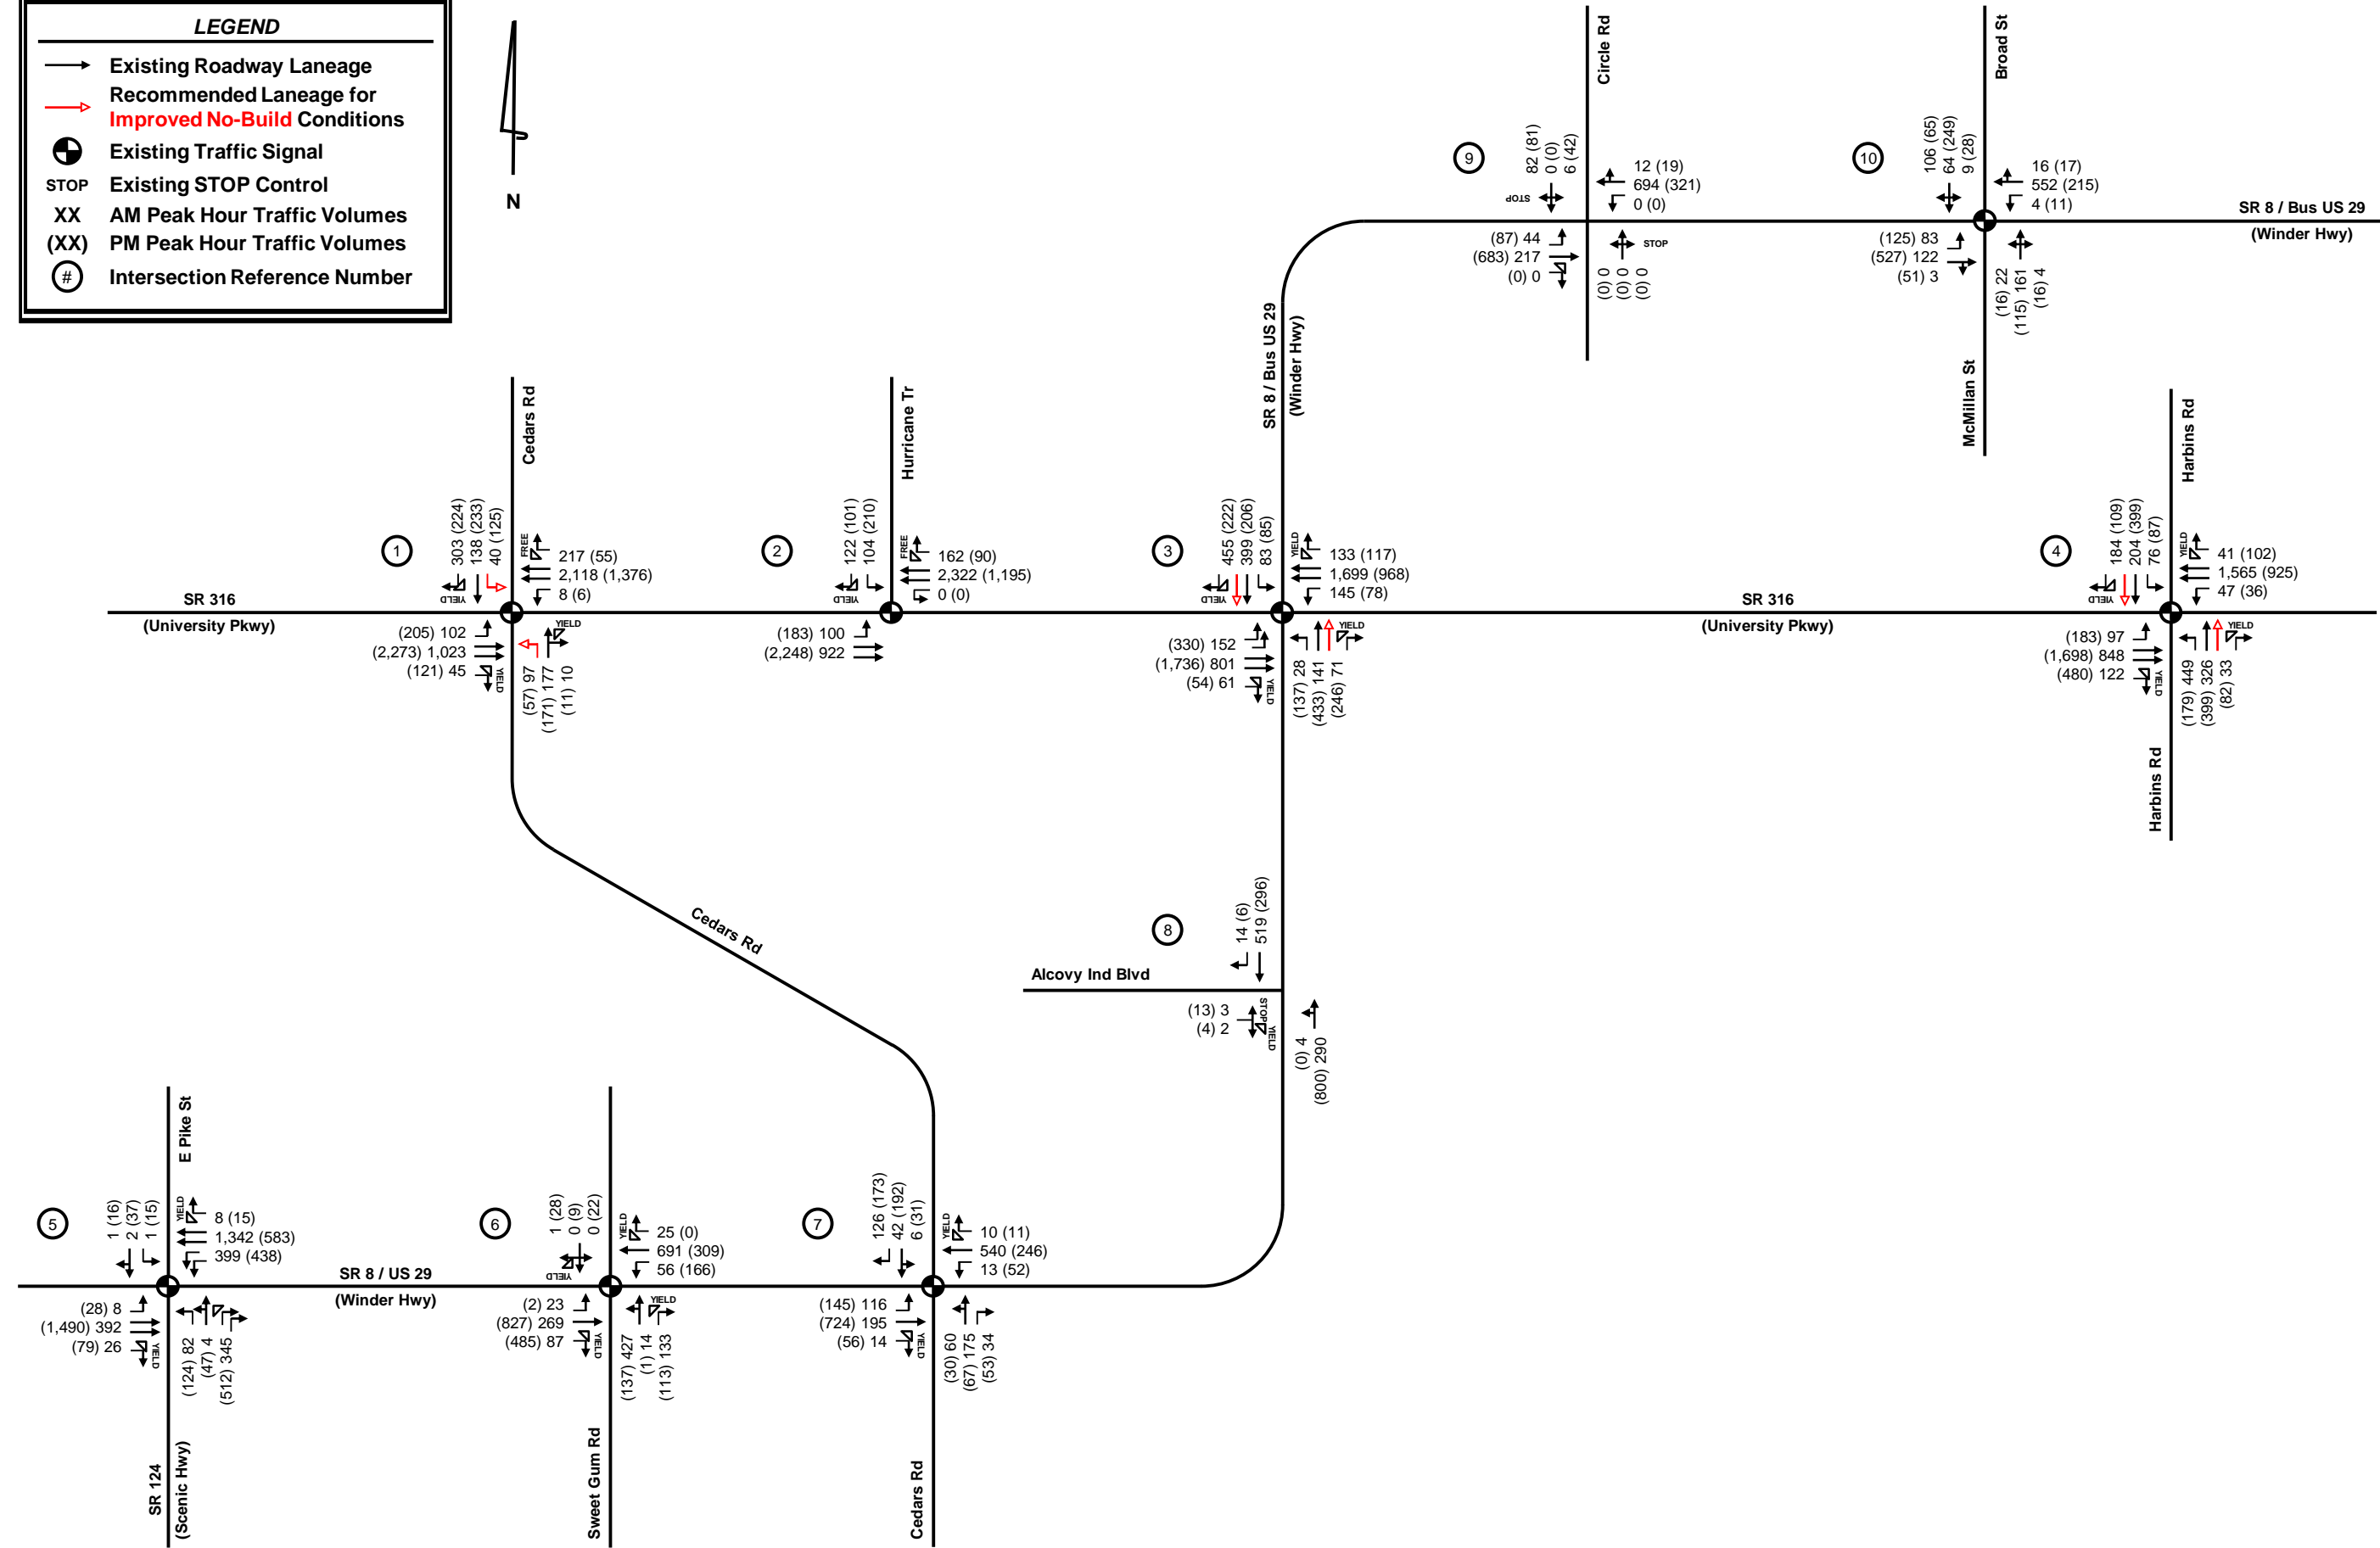 LEGEND
Existing Roadway Laneage
Recommended Laneage for
Improved No-Build Conditions
Existing Traffic Signal
STOP Existing STOP Control
XX AM Peak Hour Traffic Volumes
(XX) PM Peak Hour Traffic Volumes
# Intersection Reference Number
N
Circle Rd
9
82 (81)
0 (0)
6 (42)
STOP
12 (19)
694 (321)
0 (0)
(87) 44
(683) 217
(0) 0
STOP
(0) 0
(0) 0
(0) 0
Broad St
10
106 (65)
64 (249)
9 (28)
16 (17)
552 (215)
4 (11)
SR 8 / Bus US 29
(Winder Hwy)
(125) 83
(527) 122
(51) 3
(16) 22
(115) 161
(16) 4
McMillan St
SR 8 / Bus US 29
(Winder Hwy)
Cedars Rd
1
303 (224)
138 (233)
40 (125)
YIELD
FREE
217 (55)
2,118 (1,376)
8 (6)
SR 316
(University Pkwy)
(205) 102
(2,273) 1,023
(121) 45
YIELD
YIELD
(57) 97
(171) 177
(11) 10
Hurricane Tr
2
122 (101)
104 (210)
YIELD
FREE
162 (90)
2,322 (1,195)
0 (0)
(183) 100
(2,248) 922
3
455 (222)
399 (206)
83 (85)
YIELD
YIELD
133 (117)
1,699 (968)
145 (78)
(330) 152
(1,736) 801
(54) 61
YIELD
YIELD
(137) 28
(433) 141
(246) 71
SR 316
(University Pkwy)
Harbins Rd
4
184 (109)
204 (399)
76 (87)
YIELD
YIELD
41 (102)
1,565 (925)
47 (36)
(183) 97
(1,698) 848
(480) 122
YIELD
YIELD
(179) 449
(399) 326
(82) 33
Harbins Rd
Cedars Rd
8
14 (6)
519 (296)
Alcovy Ind Blvd
(13) 3
(4) 2
STOP
YIELD
(0) 4
(800) 290
E Pike St
5
1 (16)
2 (37)
1 (15)
YIELD
8 (15)
1,342 (583)
399 (438)
(28) 8
(1,490) 392
(79) 26
YIELD
(124) 82
(47) 4
(512) 345
SR 124
(Scenic Hwy)
SR 8 / US 29
(Winder Hwy)
6
1 (28)
0 (9)
0 (22)
YIELD
YIELD
25 (0)
691 (309)
56 (166)
(2) 23
(827) 269
(485) 87
YIELD
YIELD
(137) 427
(1) 14
(113) 133
Sweet Gum Rd
7
126 (173)
42 (192)
6 (31)
YIELD
10 (11)
540 (246)
13 (52)
(145) 116
(724) 195
(56) 14
YIELD
(30) 60
(67) 175
(53) 34
Cedars Rd